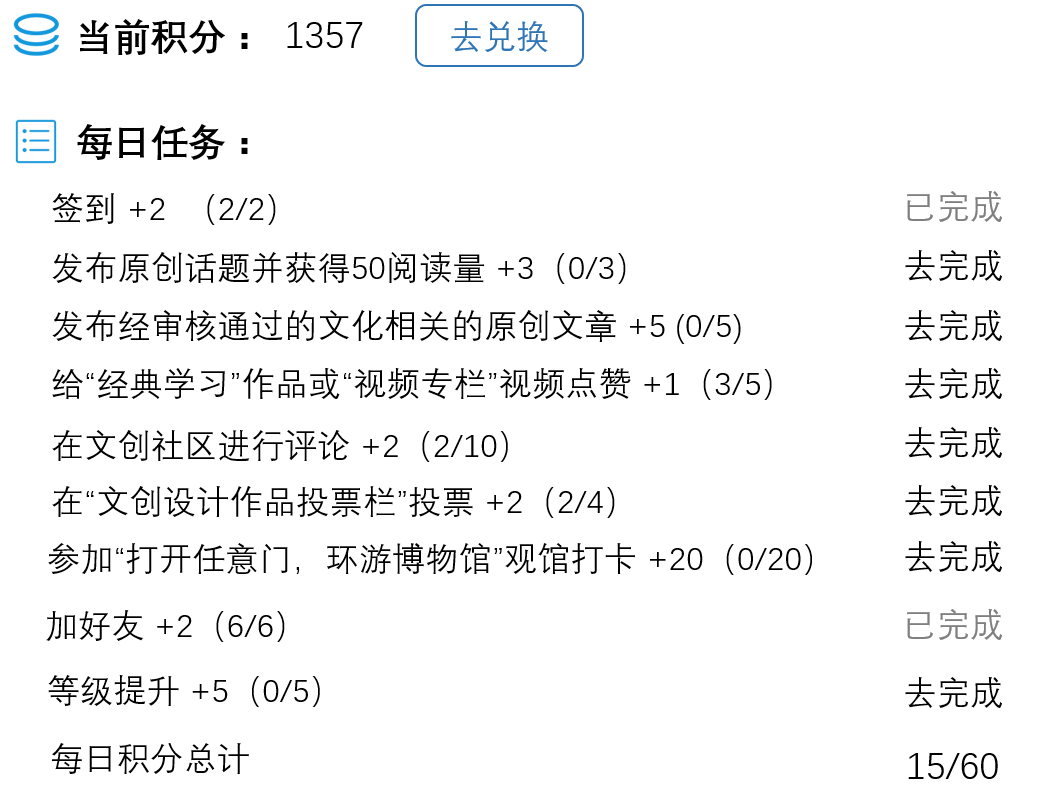 当前积分： 1357 去兑换
每日任务：
签到 +2 （2/2） 已完成
发布原创话题并获得50阅读量 +3（0/3） 去完成
发布经审核通过的文化相关的原创文章 +5 (0/5) 去完成
给“经典学习”作品或“视频专栏”视频点赞 +1（3/5） 去完成
在文创社区进行评论 +2（2/10） 去完成
在“文创设计作品投票栏”投票 +2（2/4） 去完成
参加“打开任意门，环游博物馆”观馆打卡 +20（0/20） 去完成
加好友 +2（6/6） 已完成
等级提升 +5（0/5） 去完成
每日积分总计 15/60